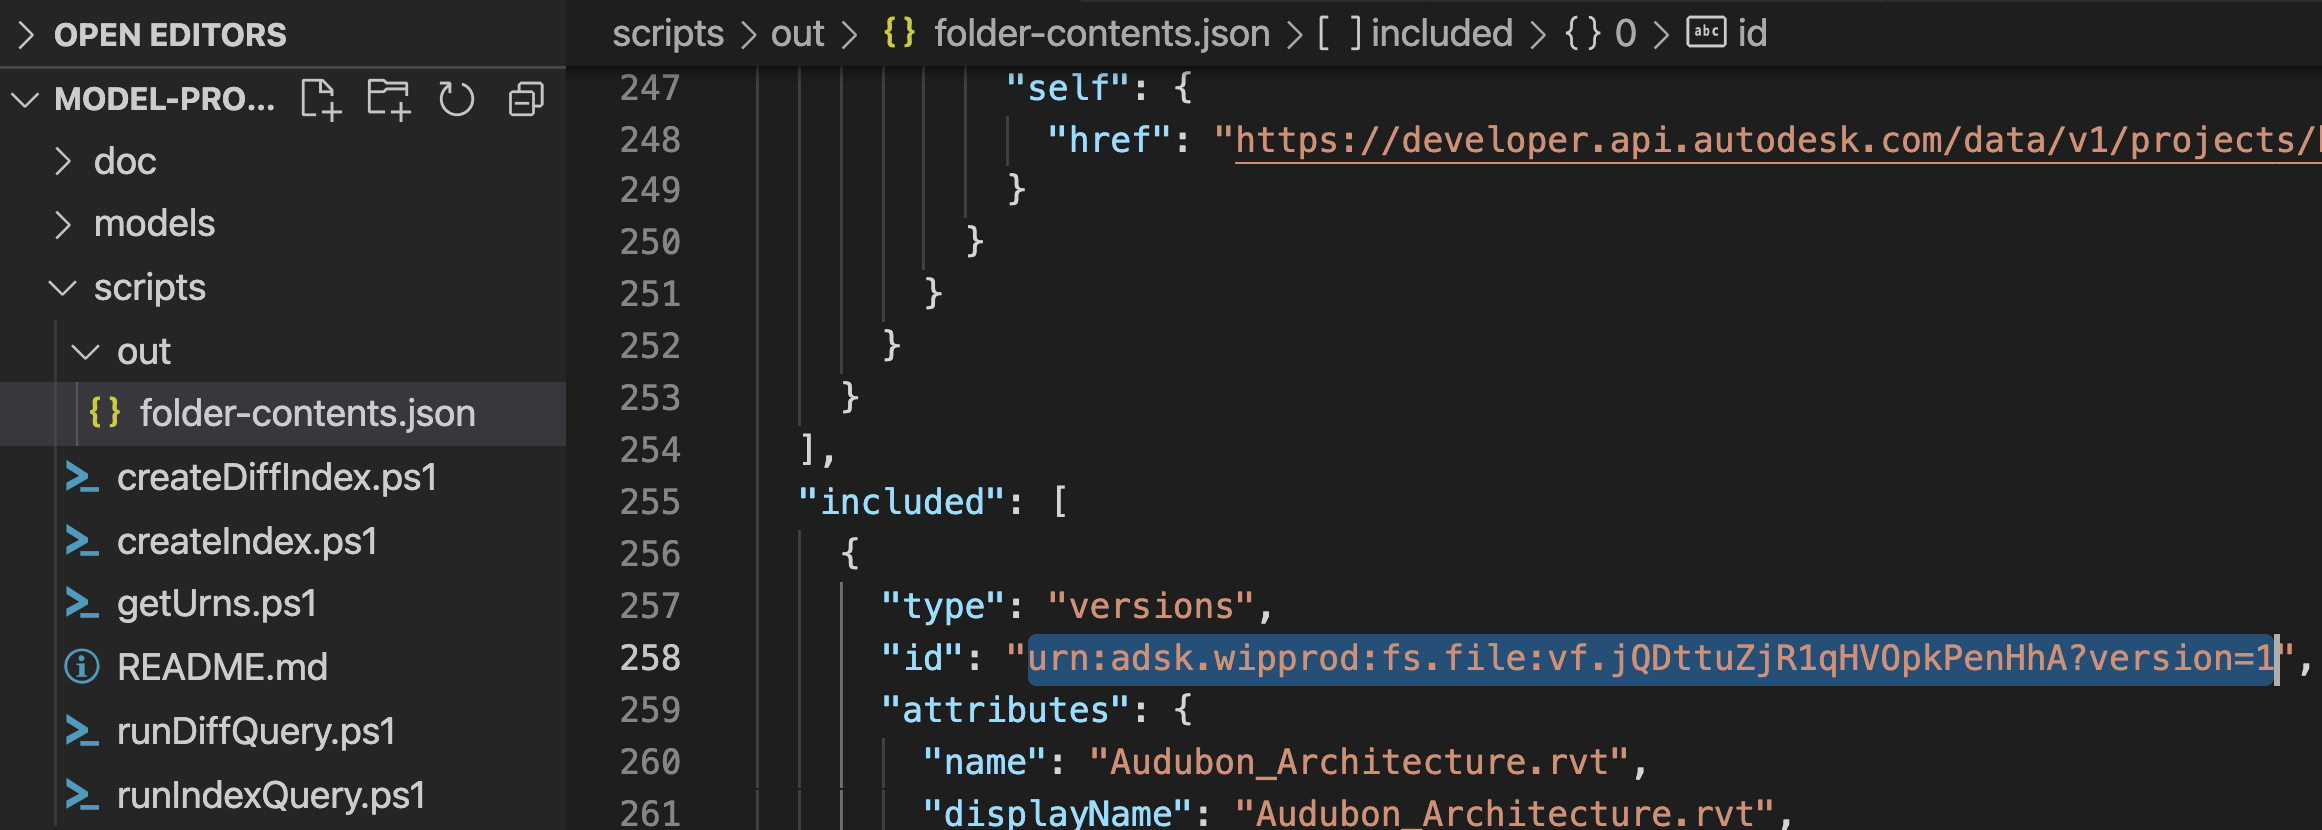 OPEN EDITORS
MODEL-PRO...
doc
models
scripts
out
{} folder-contents.json
createDiffIndex.ps1
createIndex.ps1
getUrns.ps1
README.md
runDiffQuery.ps1
runIndexQuery.ps1
scripts > out > {} folder-contents.json > [ ] included > {} 0 > abc id
247 "self": {
248 "href": "https://developer.api.autodesk.com/data/v1/projects/
249 }
250 }
251 }
252 }
253 }
254 ],
255 "included": [
256 {
257 "type": "versions",
258 "id": "urn:adsk.wipprod:fs.file:vf.jQDttuZjR1qHVOpkPenHhA?version=1",
259 "attributes": {
260 "name": "Audubon_Architecture.rvt",
261 "displayName": "Audubon_Architecture.rvt",